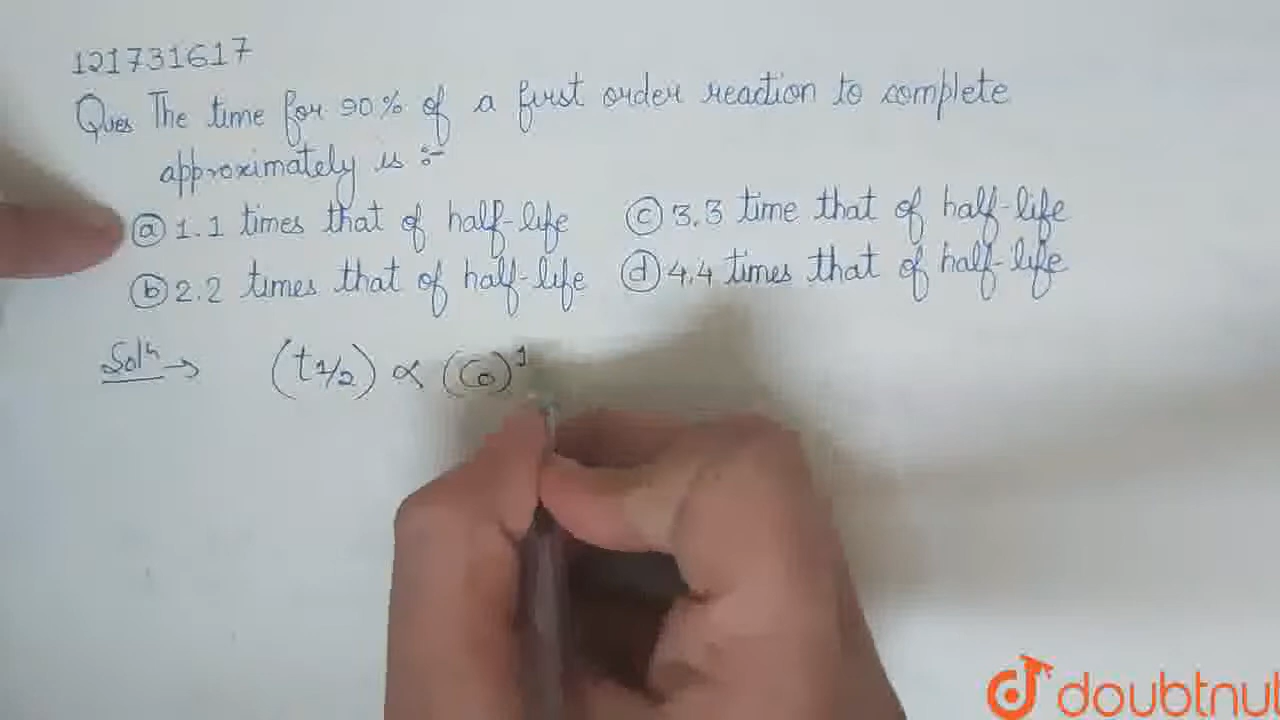 121731617
Ques The time for 90% of a first order reaction to complete
approximately is :-
ⓐ 1.1 times that of half-life ⓒ 3.3 time that of half-life
ⓑ 2.2 times that of half-life ⓓ 4.4 times that of half-life
Solⁿ → (t1/2) ∝ (C₀)¹
doubtnut